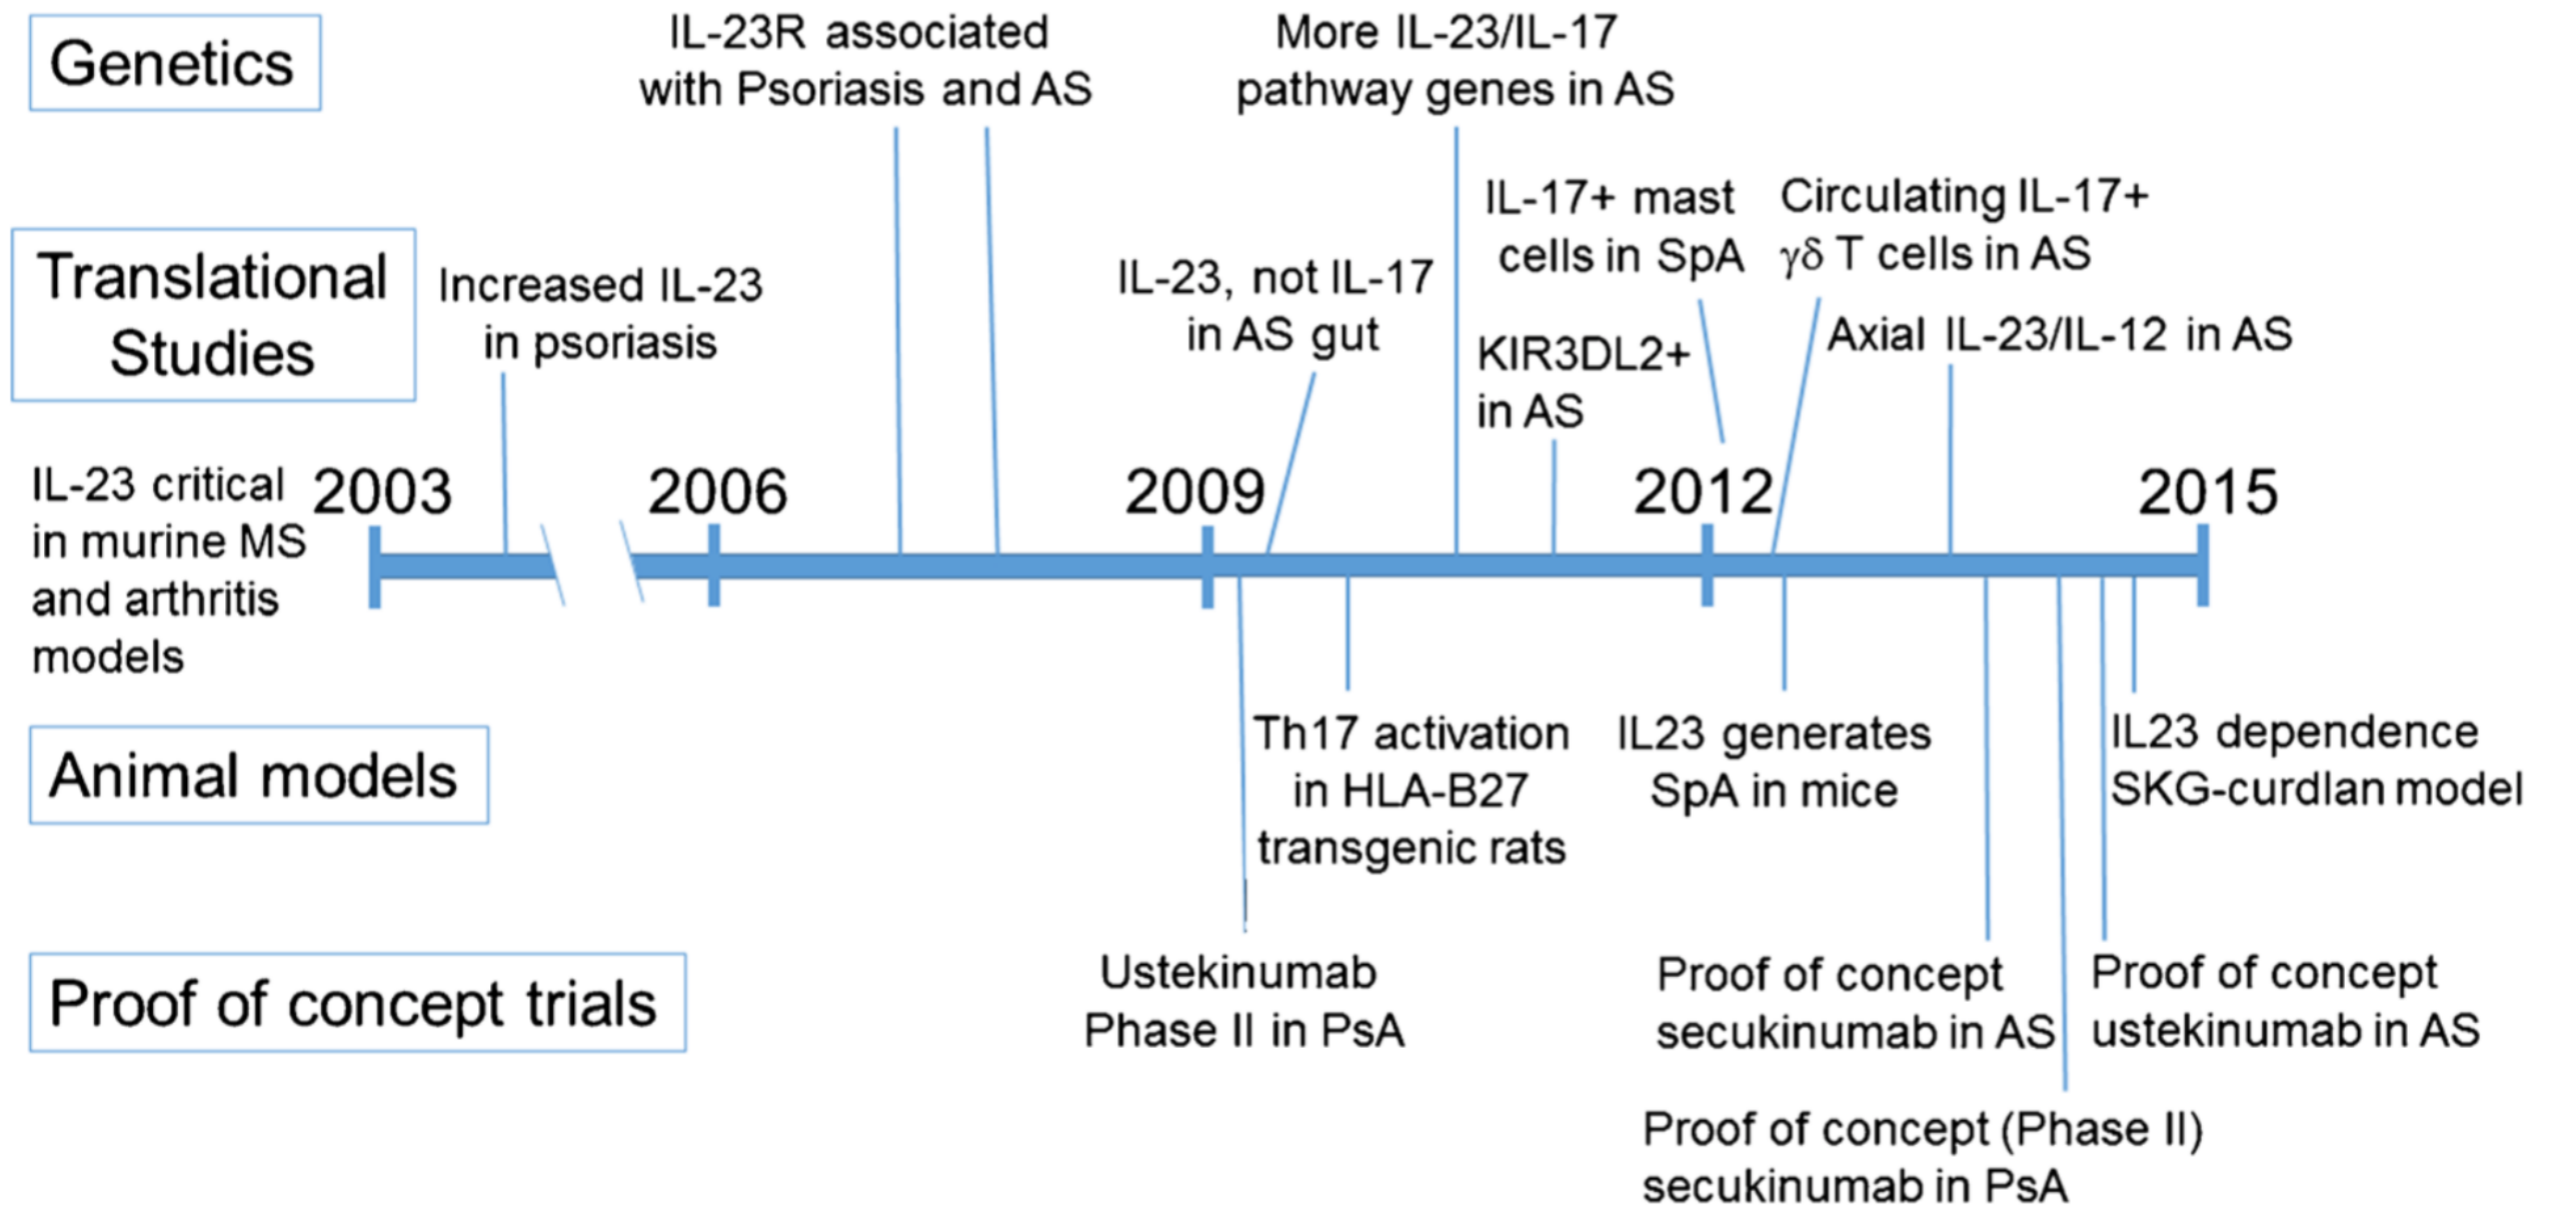 Genetics
IL-23R associated
with Psoriasis and AS
More IL-23/IL-17
pathway genes in AS
Translational
Studies
Increased IL-23
in psoriasis
IL-23, not IL-17
in AS gut
IL-17+ mast
cells in SpA
Circulating IL-17+
γδ T cells in AS
KIR3DL2+
in AS
Axial IL-23/IL-12 in AS
IL-23 critical
in murine MS
and arthritis
models
2003
2006
2009
2012
2015
Animal models
Th17 activation
in HLA-B27
transgenic rats
IL23 generates
SpA in mice
IL23 dependence
SKG-curdlan model
Proof of concept trials
Ustekinumab
Phase II in PsA
Proof of concept
secukinumab in AS
Proof of concept
ustekinumab in AS
Proof of concept (Phase II)
secukinumab in PsA